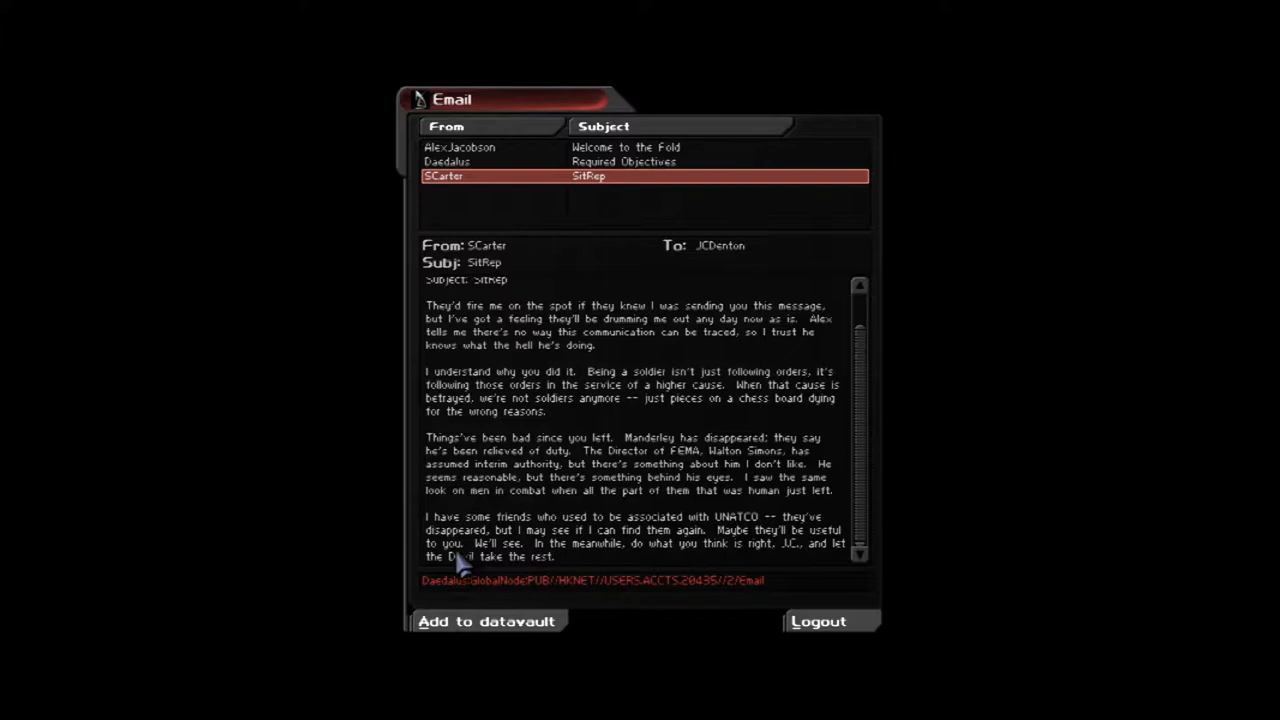 Email
From Subject
AlexJacobson Welcome to the Fold
Daedalus Required Objectives
SCarter SitRep
From: SCarter To: JCDenton
Subj: SitRep
Subject: SitRep
They'd fire me on the spot if they knew I was sending you this message,
but I've got a feeling they'll be drumming me out any day now as is. Alex
tells me there's no way this communication can be traced, so I trust he
knows what the hell he's doing.
I understand why you did it. Being a soldier isn't just following orders, it's
following those orders in the service of a higher cause. When that cause is
betrayed, we're not soldiers anymore -- just pieces on a chess board dying
for the wrong reasons.
Things've been bad since you left. Manderley has disappeared; they say
he's been relieved of duty. The Director of FEMA, Walton Simons, has
assumed interim authority, but there's something about him I don't like. He
seems reasonable, but there's something behind his eyes. I saw the same
look on men in combat when all the part of them that was human just left.
I have some friends who used to be associated with UNATCO -- they've
disappeared, but I may see if I can find them again. Maybe they'll be useful
to you. We'll see. In the meanwhile, do what you think is right, J.C., and let
the Devil take the rest.
Daedalus:GlobalNode:PUB//HKNET//USERS.ACCTS.20435//2/Email
Add to datavault Logout